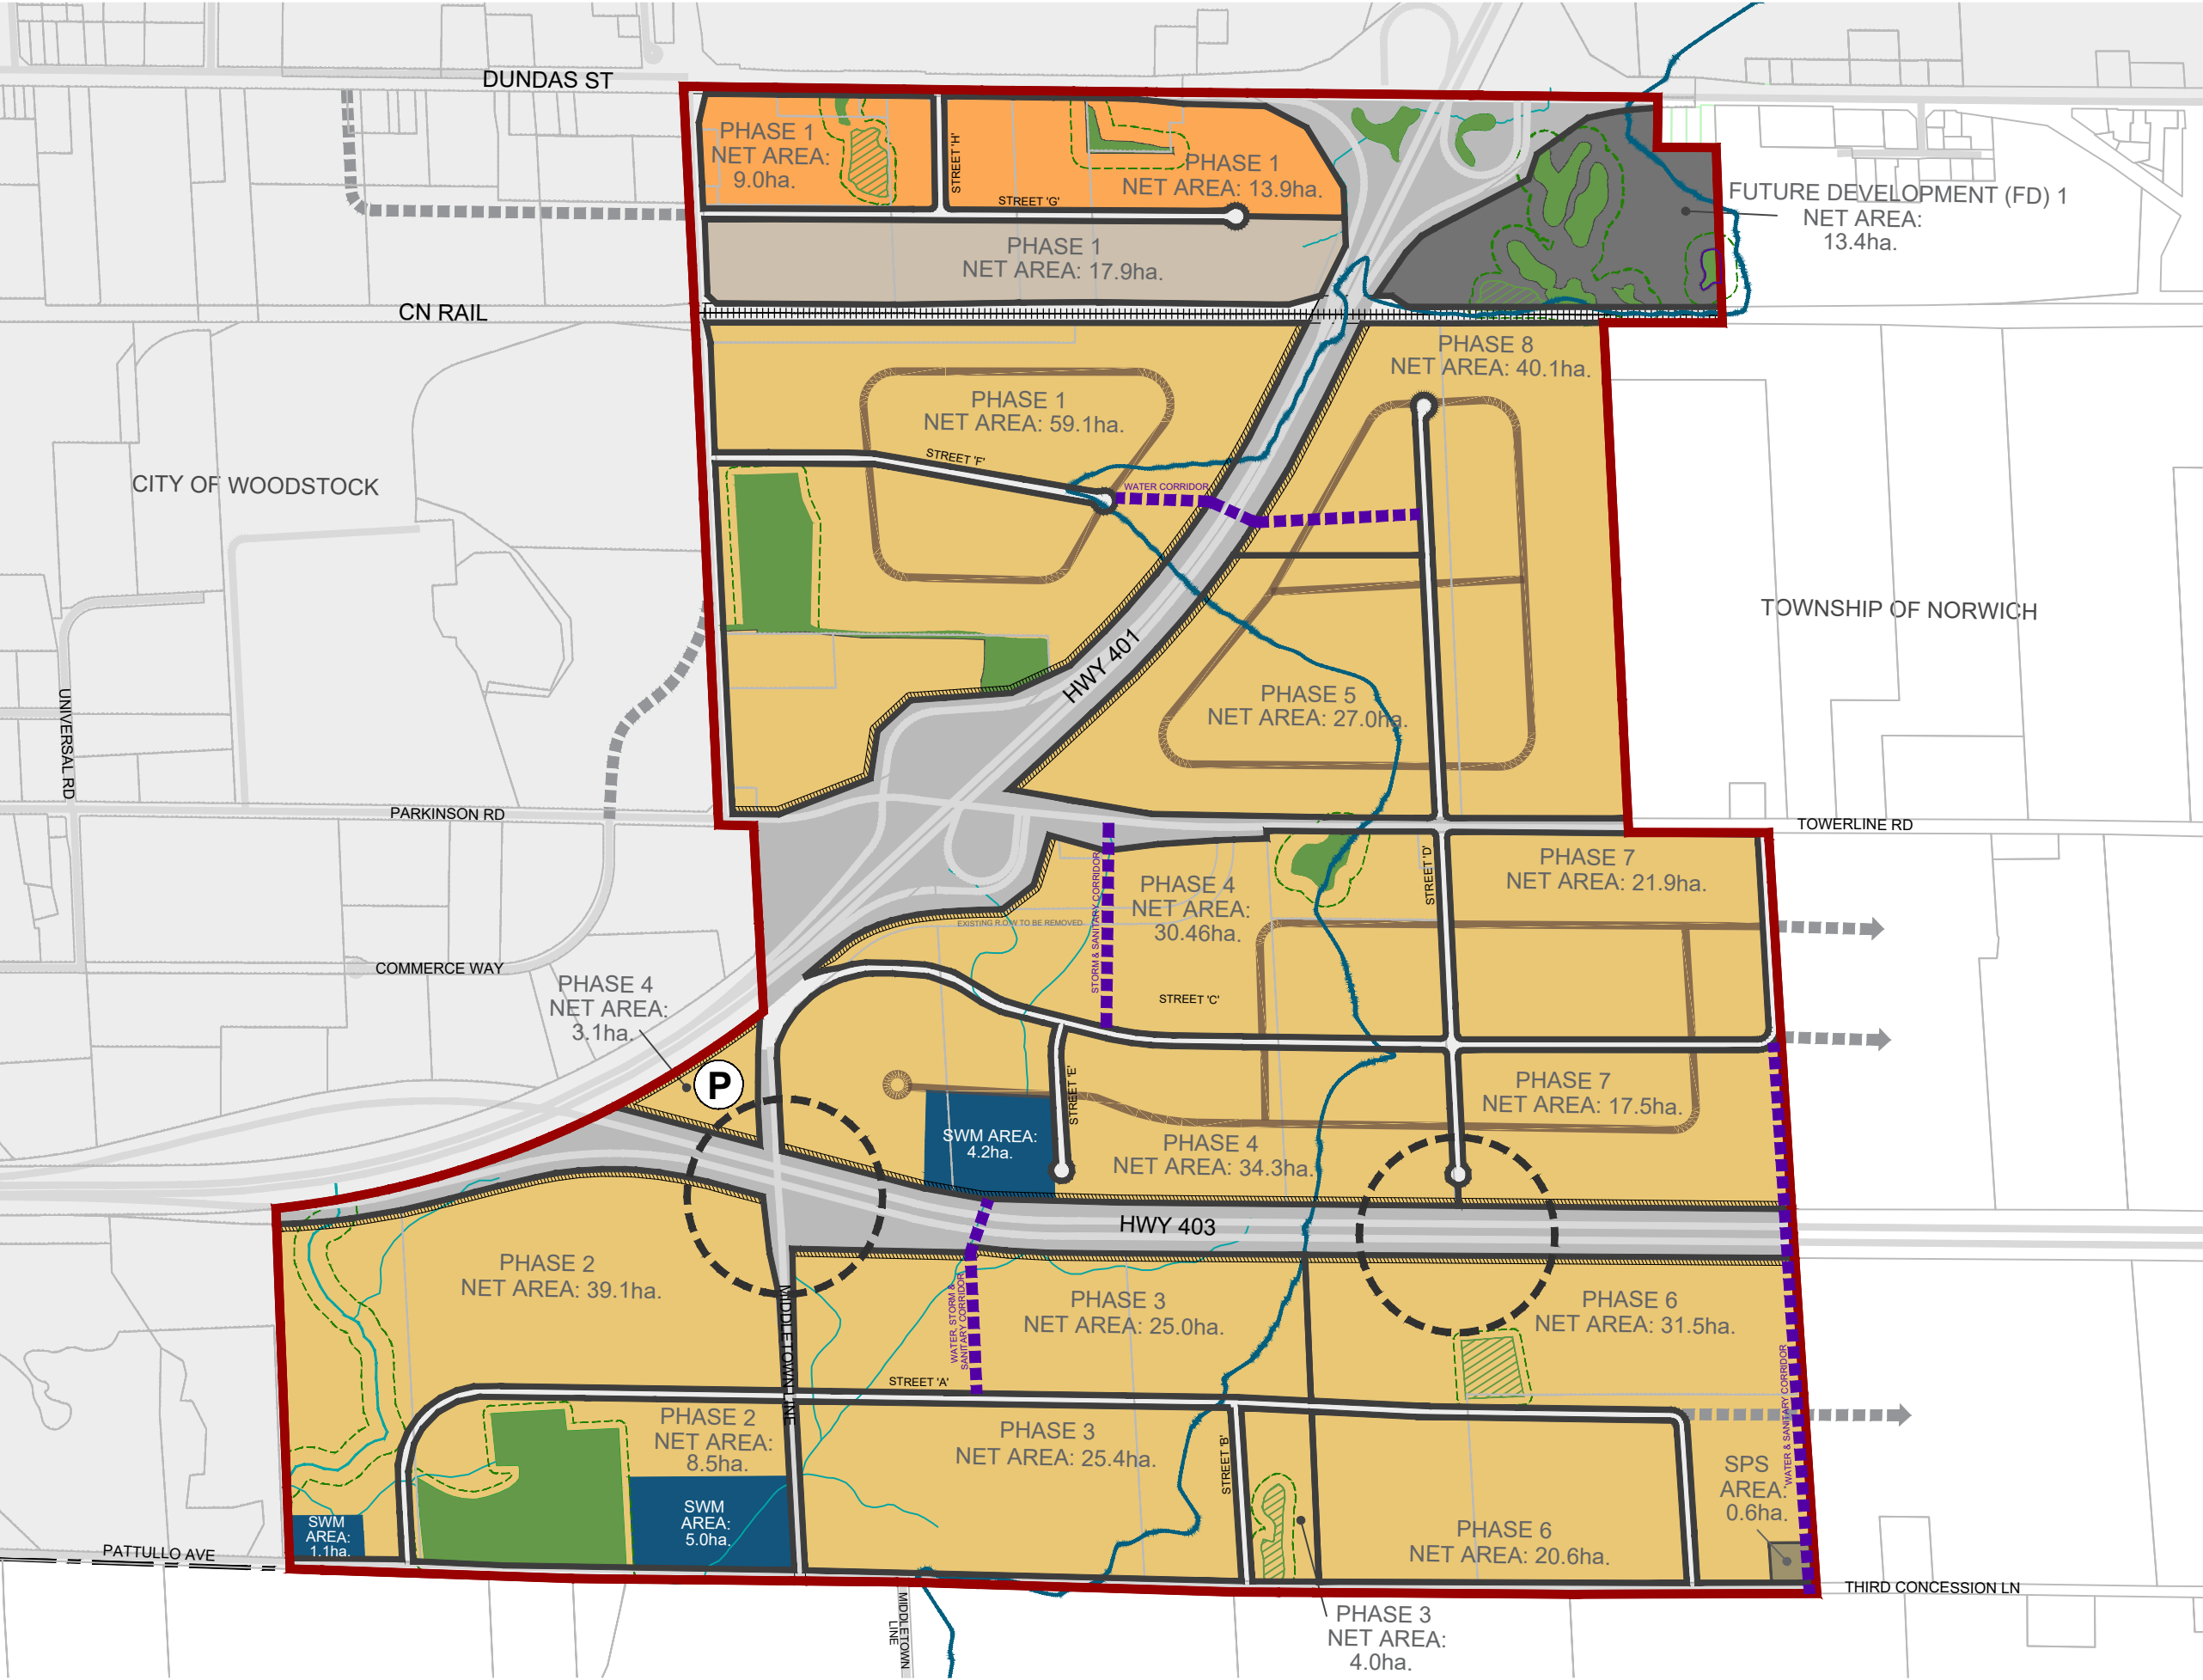 DUNDAS ST
PHASE 1
NET AREA:
9.0ha.
STREET 'H'
PHASE 1
NET AREA: 13.9ha.
STREET 'G'
FUTURE DEVELOPMENT (FD) 1
NET AREA:
13.4ha.
PHASE 1
NET AREA: 17.9ha.
CN RAIL
PHASE 8
NET AREA: 40.1ha.
PHASE 1
NET AREA: 59.1ha.
STREET 'F'
WATER CORRIDOR
CITY OF WOODSTOCK
TOWNSHIP OF NORWICH
HWY 401
PHASE 5
NET AREA: 27.0ha.
UNIVERSAL RD
PARKINSON RD
TOWERLINE RD
STREET 'D'
PHASE 7
NET AREA: 21.9ha.
STORM & SANITARY CORRIDOR
PHASE 4
NET AREA:
30.46ha.
EXISTING R.O.W TO BE REMOVED
COMMERCE WAY
PHASE 4
NET AREA:
3.1ha.
STREET 'C'
P
STREET 'E'
PHASE 7
NET AREA: 17.5ha.
SWM AREA:
4.2ha.
PHASE 4
NET AREA: 34.3ha.
HWY 403
PHASE 2
NET AREA: 39.1ha.
MIDDLETOWN LINE
WATER, STORM &
SANITARY CORRIDOR
PHASE 3
NET AREA: 25.0ha.
PHASE 6
NET AREA: 31.5ha.
WATER & SANITARY CORRIDOR
STREET 'A'
PHASE 2
NET AREA:
8.5ha.
PHASE 3
NET AREA: 25.4ha.
STREET 'B'
SPS
AREA:
0.6ha.
SWM
AREA:
5.0ha.
SWM
AREA:
1.1ha.
PHASE 6
NET AREA: 20.6ha.
PATTULLO AVE
THIRD CONCESSION LN
MIDDLETOWN
LINE
PHASE 3
NET AREA:
4.0ha.